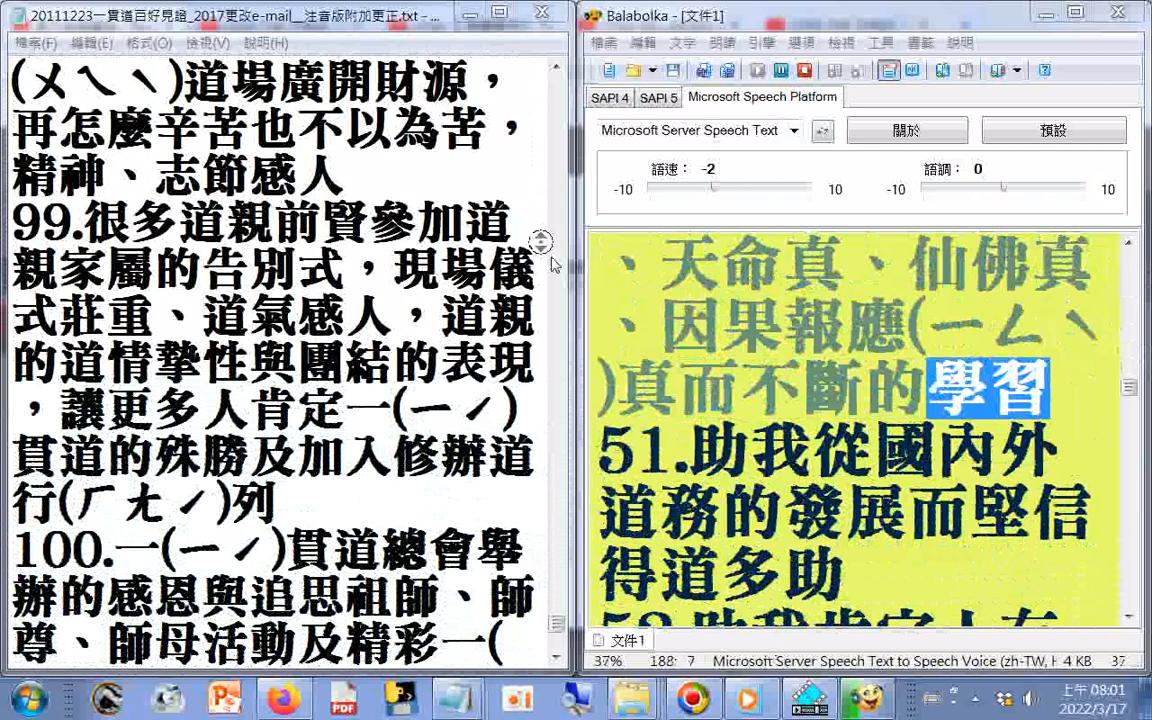 20111223一貫道百好見證_2017更改e-mail__注音版附加更正.txt - ...
檔案(F) 編輯(E) 格式(O) 檢視(V) 說明(H)
(ㄨㄟˋ)道場廣開財源，
再怎麼辛苦也不以為苦，
精神、志節感人
99.很多道親前賢參加道
親家屬的告別式，現場儀
式莊重、道氣感人，道親
的道情摯性與團結的表現
，讓更多人肯定一(ㄧˊ)
貫道的殊勝及加入修辦道
行(ㄏㄤˊ)列
100.一(ㄧˊ)貫道總會舉
辦的感恩與追思祖師、師
尊、師母活動及精彩一(
Balabolka - [文件1]
檔案 編輯 文字 朗讀 引擎 選項 檢視 工具 書籤 說明
SAPI 4 SAPI 5 Microsoft Speech Platform
Microsoft Server Speech Text 關於 預設
語速： -2 語調： 0
-10 10 -10 10
、天命真、仙佛真
、因果報應(ㄧㄥˋ
)真而不斷的學習
51.助我從國內外
道務的發展而堅信
得道多助
52.助我肯定人在
文件1
37% 188: 7 Microsoft Server Speech Text to Speech Voice (zh-TW, H 4 KB 37
上午 08:01
2022/3/17